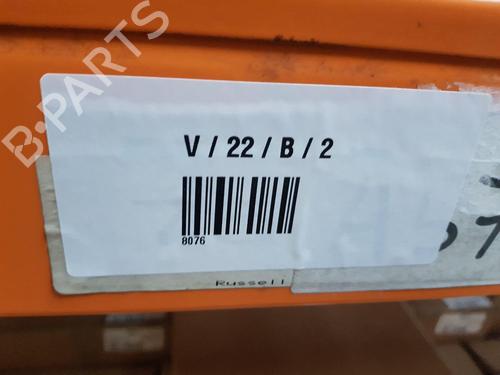 B-PARTS
V / 22 / B / 2
8076
Russell